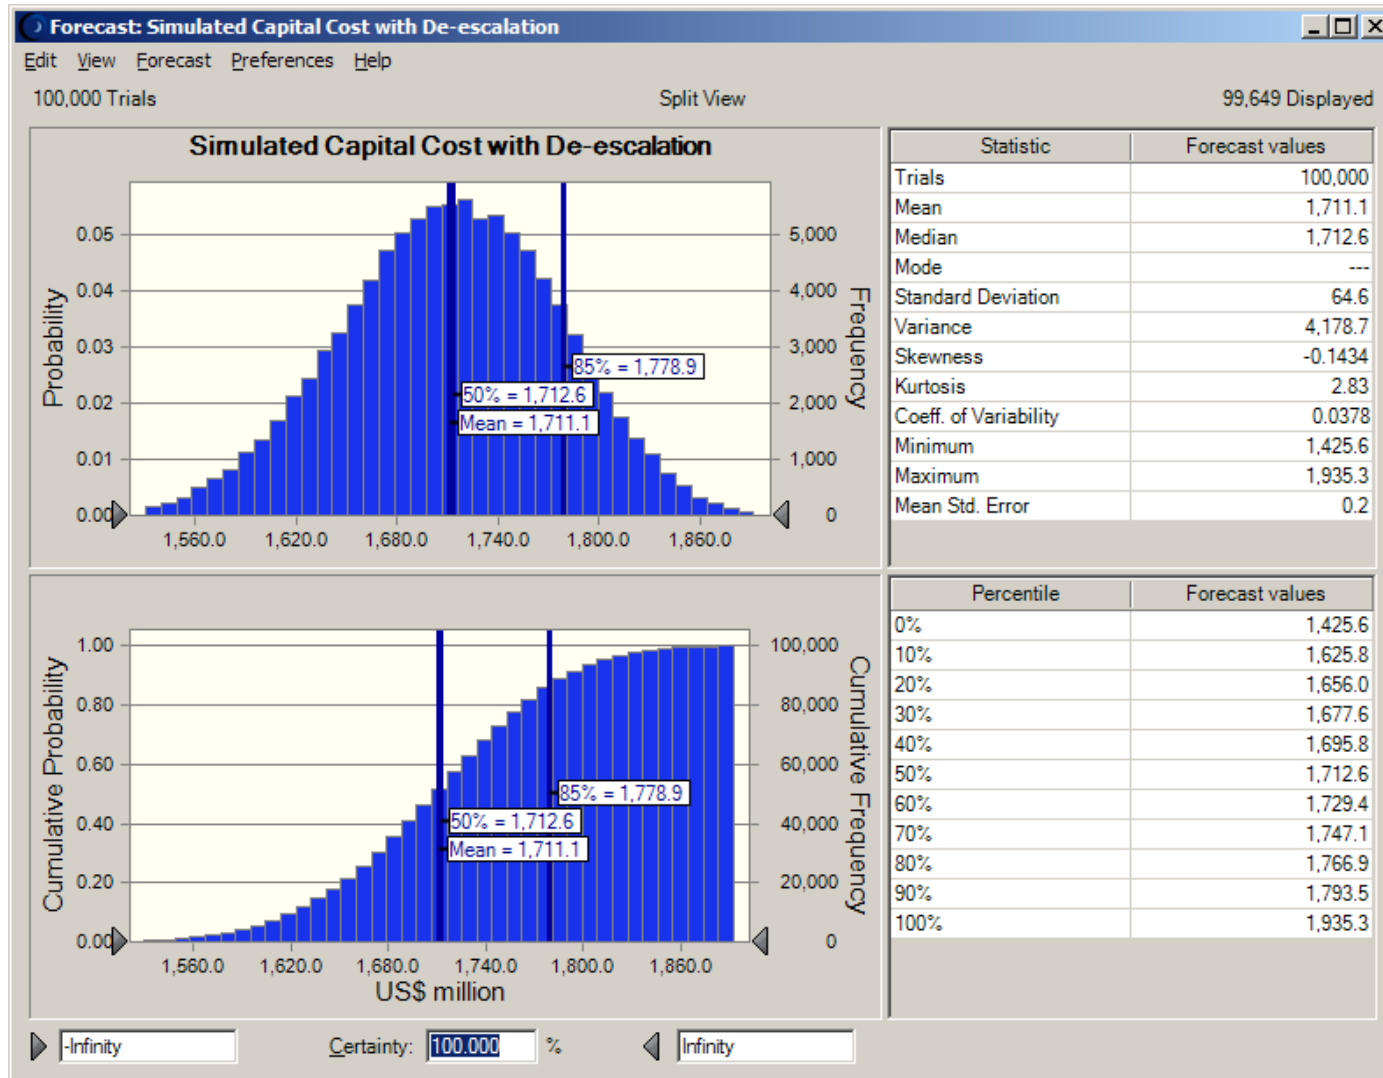 Forecast: Simulated Capital Cost with De-escalation
Edit View Forecast Preferences Help
100,000 Trials Split View 99,649 Displayed
Simulated Capital Cost with De-escalation
Probability
0.05
0.04
0.03
0.02
0.01
0.00
5,000
4,000
3,000
2,000
1,000
0
Frequency
85% = 1,778.9
50% = 1,712.6
Mean = 1,711.1
1,560.0 1,620.0 1,680.0 1,740.0 1,800.0 1,860.0
Statistic Forecast values
Trials 100,000
Mean 1,711.1
Median 1,712.6
Mode ---
Standard Deviation 64.6
Variance 4,178.7
Skewness -0.1434
Kurtosis 2.83
Coeff. of Variability 0.0378
Minimum 1,425.6
Maximum 1,935.3
Mean Std. Error 0.2
Cumulative Probability
1.00
0.80
0.60
0.40
0.20
0.00
100,000
80,000
60,000
40,000
20,000
0
Cumulative Frequency
85% = 1,778.9
50% = 1,712.6
Mean = 1,711.1
1,560.0 1,620.0 1,680.0 1,740.0 1,800.0 1,860.0
US$ million
Percentile Forecast values
0% 1,425.6
10% 1,625.8
20% 1,656.0
30% 1,677.6
40% 1,695.8
50% 1,712.6
60% 1,729.4
70% 1,747.1
80% 1,766.9
90% 1,793.5
100% 1,935.3
-Infinity Certainty: 100.000 % Infinity